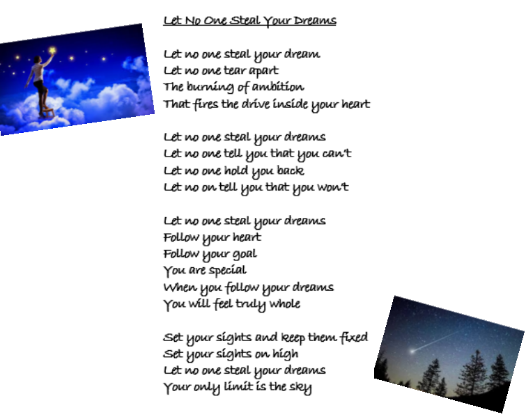 Let No One Steal Your Dreams
Let no one steal your dream
Let no one tear apart
The burning of ambition
That fires the drive inside your heart
Let no one steal your dreams
Let no one tell you that you can't
Let no one hold you back
Let no on tell you that you won't
Let no one steal your dreams
Follow your heart
Follow your goal
You are special
When you follow your dreams
You will feel truly whole
Set your sights and keep them fixed
Set your sights on high
Let no one steal your dreams
Your only limit is the sky